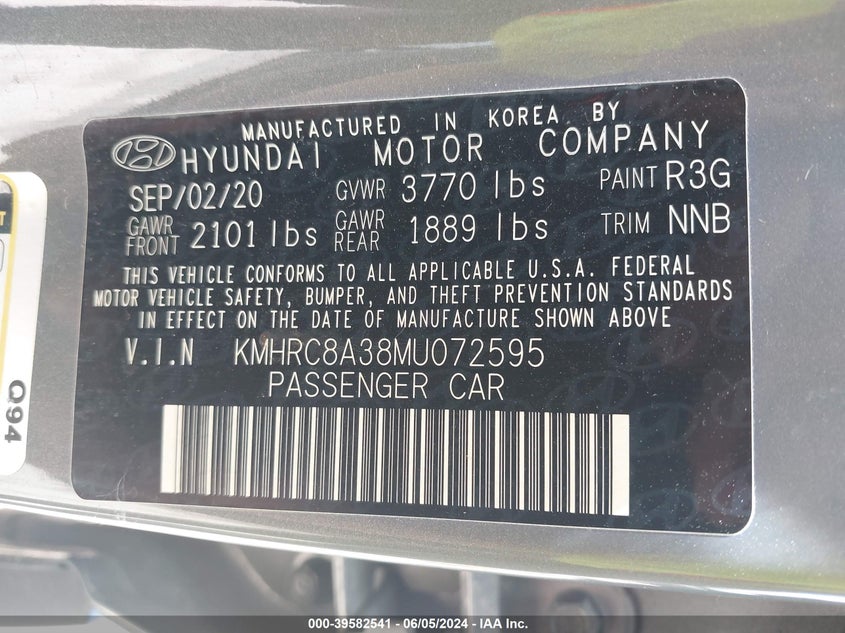 MANUFACTURED IN KOREA BY
HYUNDAI MOTOR COMPANY
SEP/02/20 GVWR 3770 lbs PAINT R3G
GAWR FRONT 2101 lbs GAWR REAR 1889 lbs TRIM NNB
THIS VEHICLE CONFORMS TO ALL APPLICABLE U.S.A. FEDERAL
MOTOR VEHICLE SAFETY, BUMPER, AND THEFT PREVENTION STANDARDS
IN EFFECT ON THE DATE OF MANUFACTURING SHOWN ABOVE
V.I.N KMHRC8A38MU072595
PASSENGER CAR
Q94
000-39582541 - 06/05/2024 - IAA Inc.